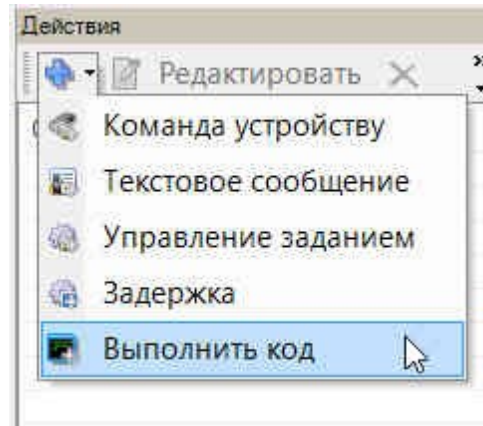 Действия
Редактировать
Команда устройству
Текстовое сообщение
Управление заданием
Задержка
Выполнить код